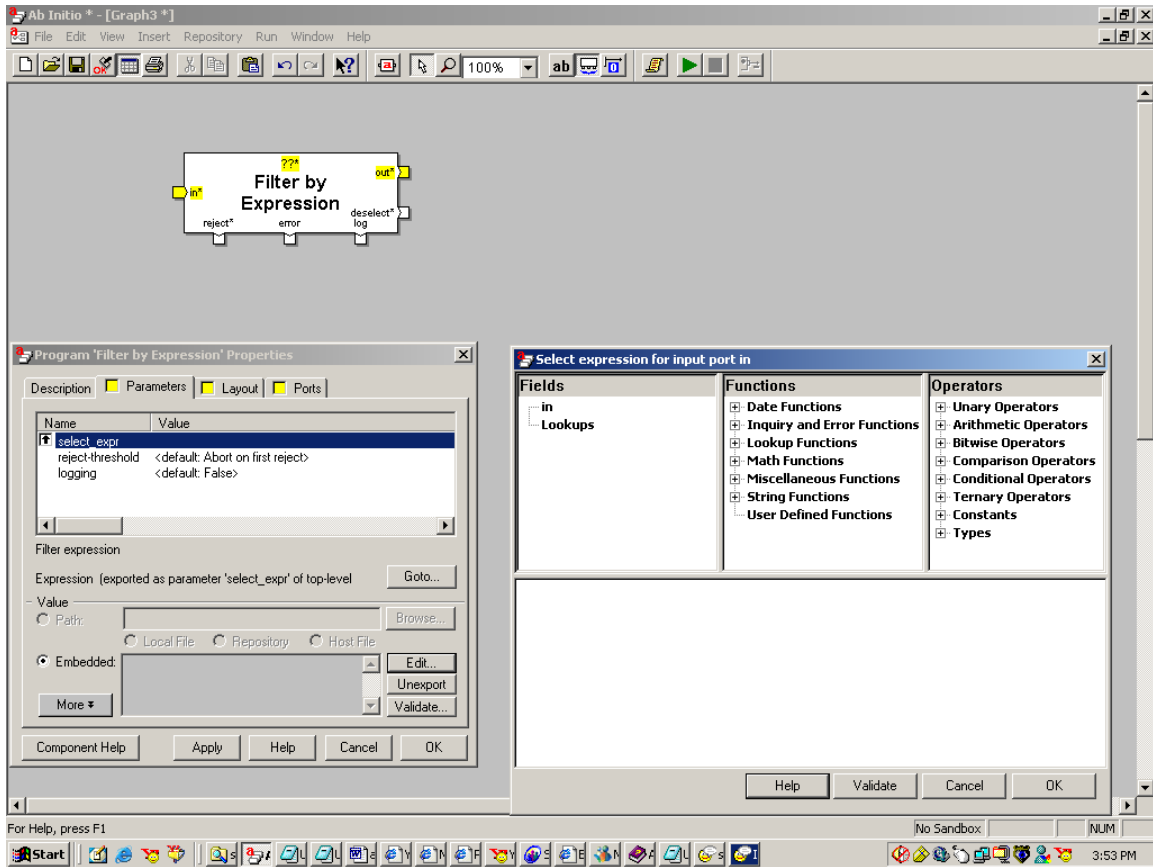 Ab Initio * - [Graph3 *]
File Edit View Insert Repository Run Window Help
100%
ab
??*
in*
out*
Filter by
Expression
deselect*
reject* error log
Program 'Filter by Expression' Properties
Description Parameters Layout Ports
Name Value
select_expr
reject-threshold <default: Abort on first reject>
logging <default: False>
Filter expression
Expression (exported as parameter 'select_expr' of top-level
Goto...
Value
Path:
Browse...
Local File Repository Host File
Embedded:
Edit...
Unexport
More
Validate...
Component Help Apply Help Cancel OK
Select expression for input port in
Fields
in
Lookups
Functions
Date Functions
Inquiry and Error Functions
Lookup Functions
Math Functions
Miscellaneous Functions
String Functions
User Defined Functions
Operators
Unary Operators
Arithmetic Operators
Bitwise Operators
Comparison Operators
Conditional Operators
Ternary Operators
Constants
Types
Help Validate Cancel OK
For Help, press F1
No Sandbox NUM
Start
3:53 PM